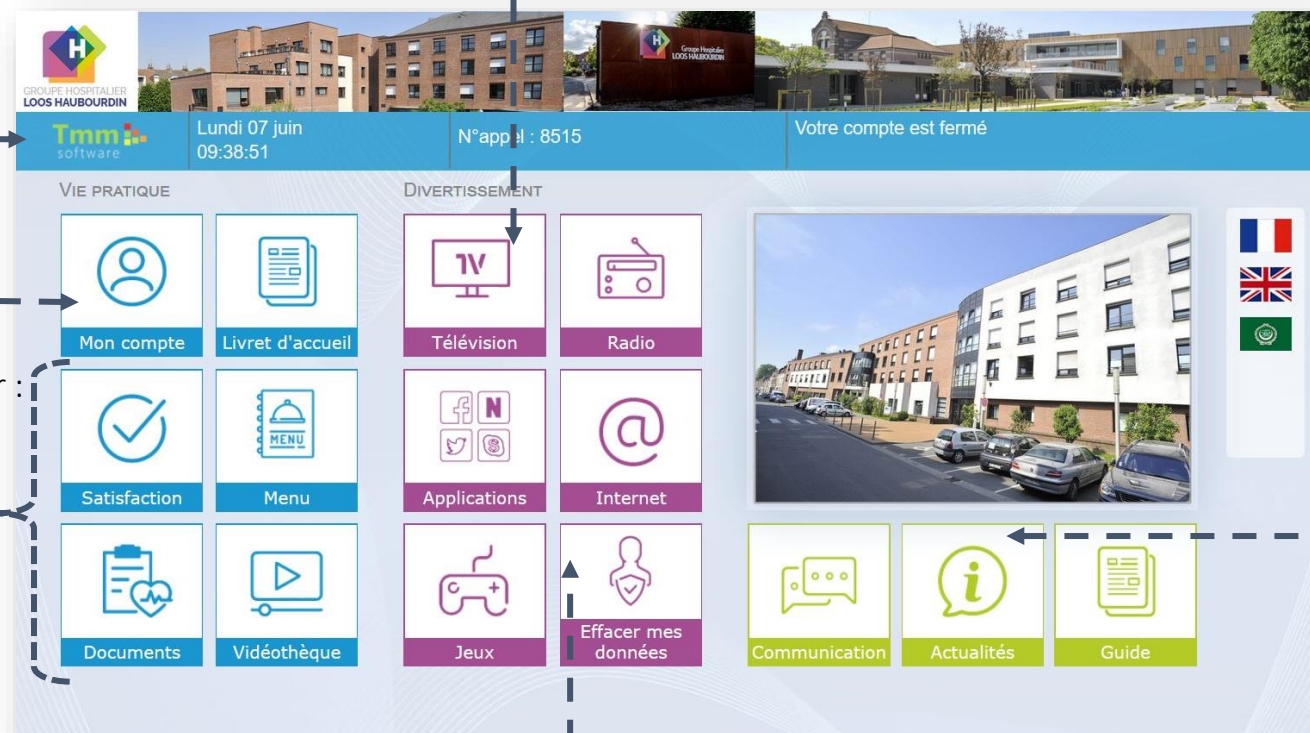 GROUPE HOSPITALIER
LOOS HAUBOURDIN
Groupe Hospitalier
LOOS HAUBOURDIN
Tmm
software
Lundi 07 juin
09:38:51
N°appel : 8515
Votre compte est fermé
VIE PRATIQUE
DIVERTISSEMENT
TV
Mon compte
Livret d'accueil
Télévision
Radio
r :
N
MENU
Satisfaction
Menu
Applications
Internet
Documents
Vidéothèque
Jeux
Effacer mes
données
Communication
Actualités
Guide